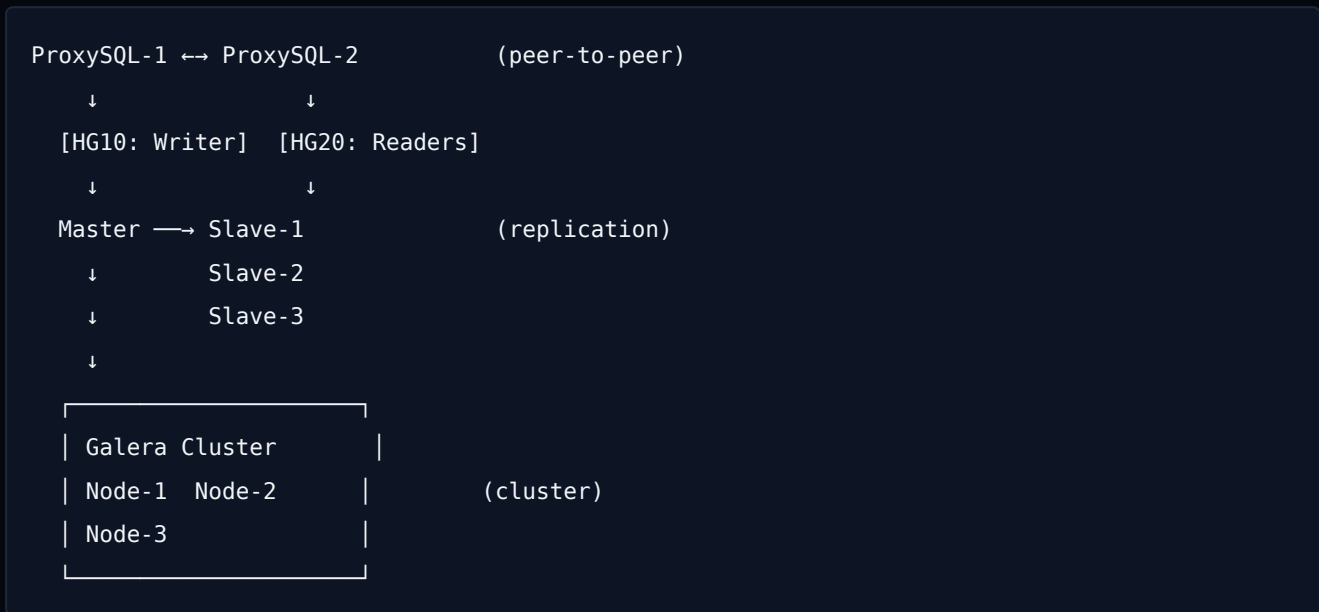 ProxySQL-1 ←→ ProxySQL-2          (peer-to-peer)
    ↓               ↓
  [HG10: Writer]  [HG20: Readers]
    ↓               ↓
  Master ──→ Slave-1              (replication)
    ↓        Slave-2
    ↓        Slave-3
    ↓
  ┌──────────────────────┐
  │ Galera Cluster       │
  │ Node-1  Node-2      │        (cluster)
  │ Node-3              │
  └──────────────────────┘